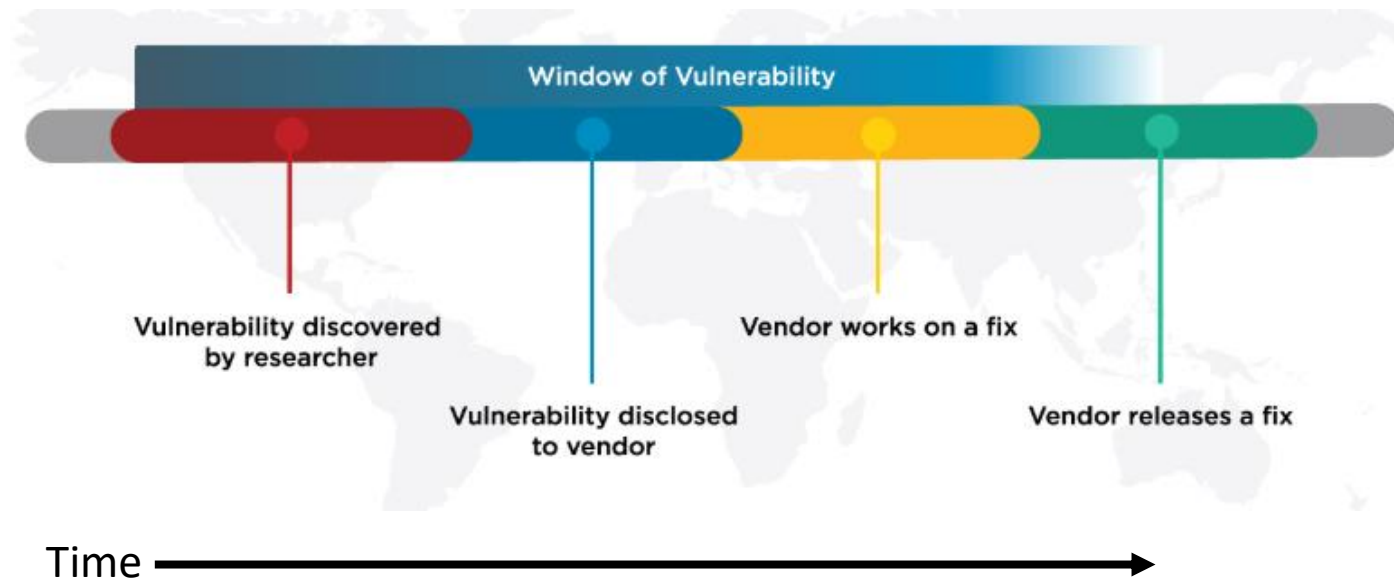 Window of Vulnerability
Vulnerability discovered
by researcher
Vulnerability disclosed
to vendor
Vendor works on a fix
Vendor releases a fix
Time